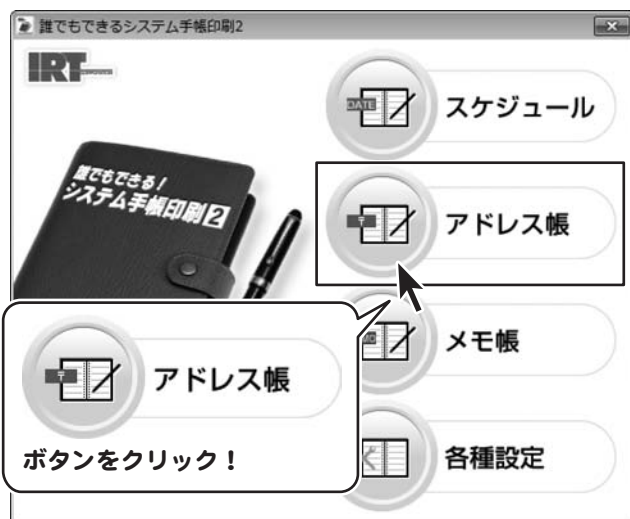 誰でもできるシステム手帳印刷2
IRT
誰でもできる!
システム手帳印刷2
DATE
スケジュール
〒
アドレス帳
メモ帳
〒
アドレス帳
ボタンをクリック!
各種設定